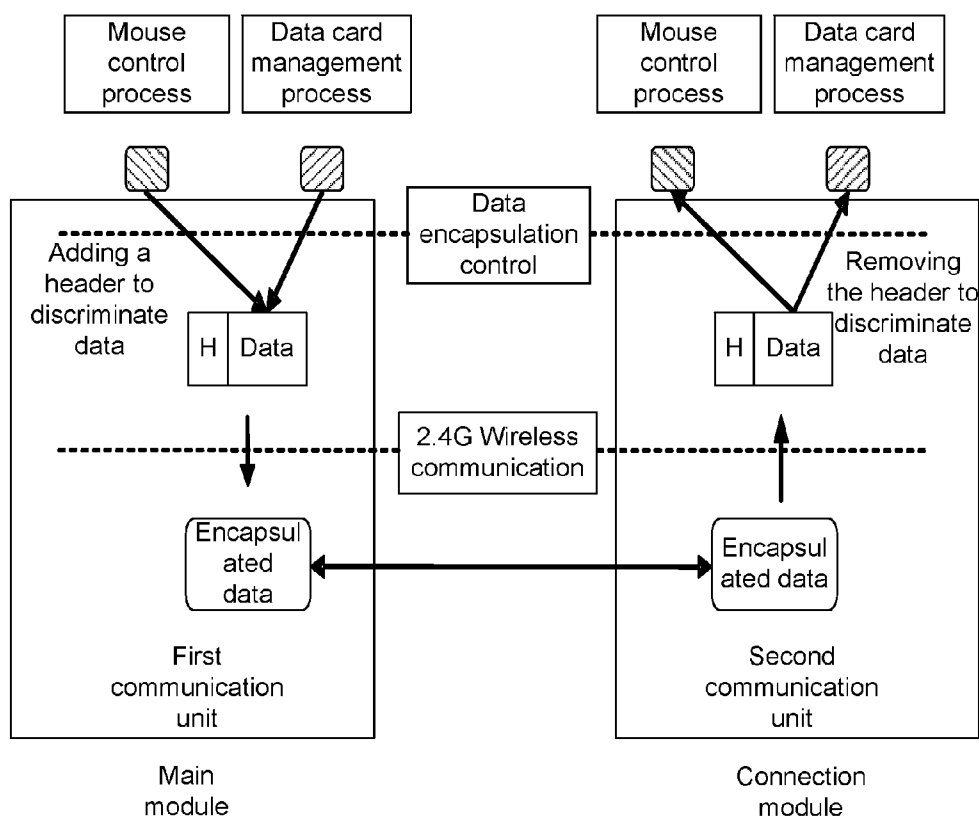 Mouse
control
process
Data card
management
process
Mouse
control
process
Data card
management
process
Data
encapsulation
control
Adding a
header to
discriminate
data
Removing
the header to
discriminate
data
H
Data
H
Data
2.4G Wireless
communication
Encapsul
ated
data
Encapsul
ated data
First
communication
unit
Second
communication
unit
Main
module
Connection
module